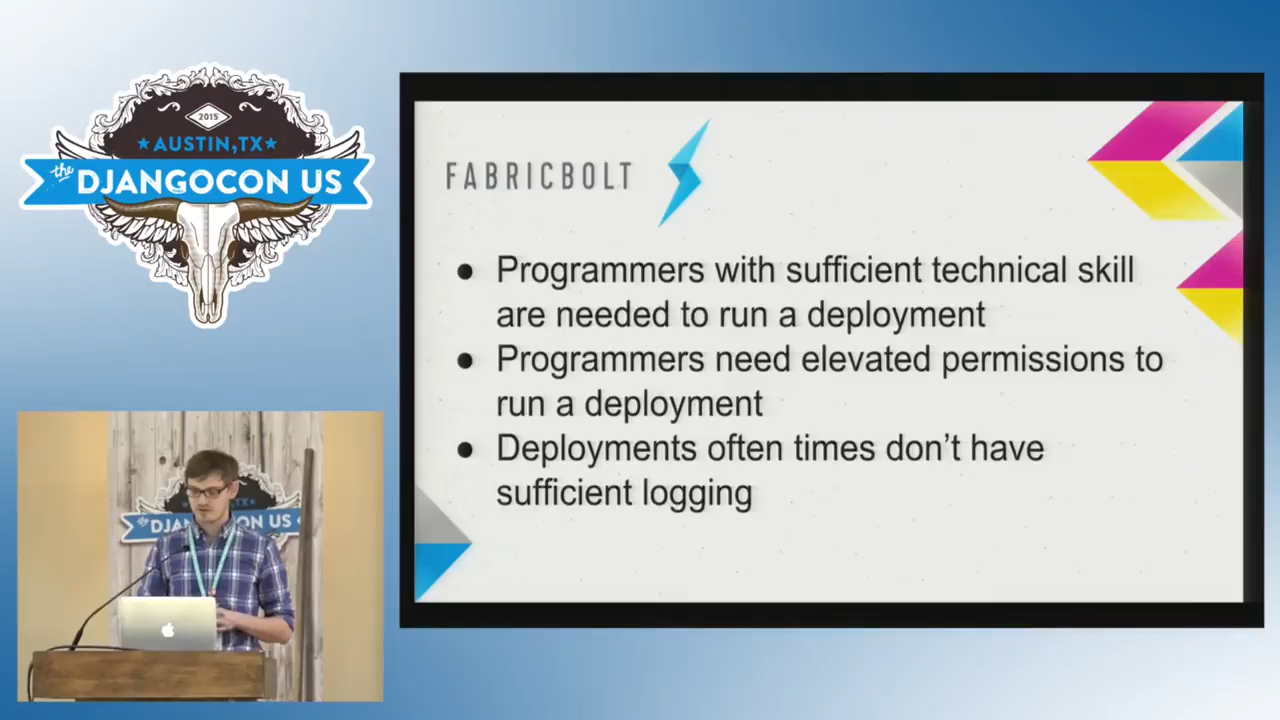 2015
AUSTIN,TX
the
DJANGOCON US
FABRICBOLT
● Programmers with sufficient technical skill
are needed to run a deployment
● Programmers need elevated permissions to
run a deployment
● Deployments often times don’t have
sufficient logging